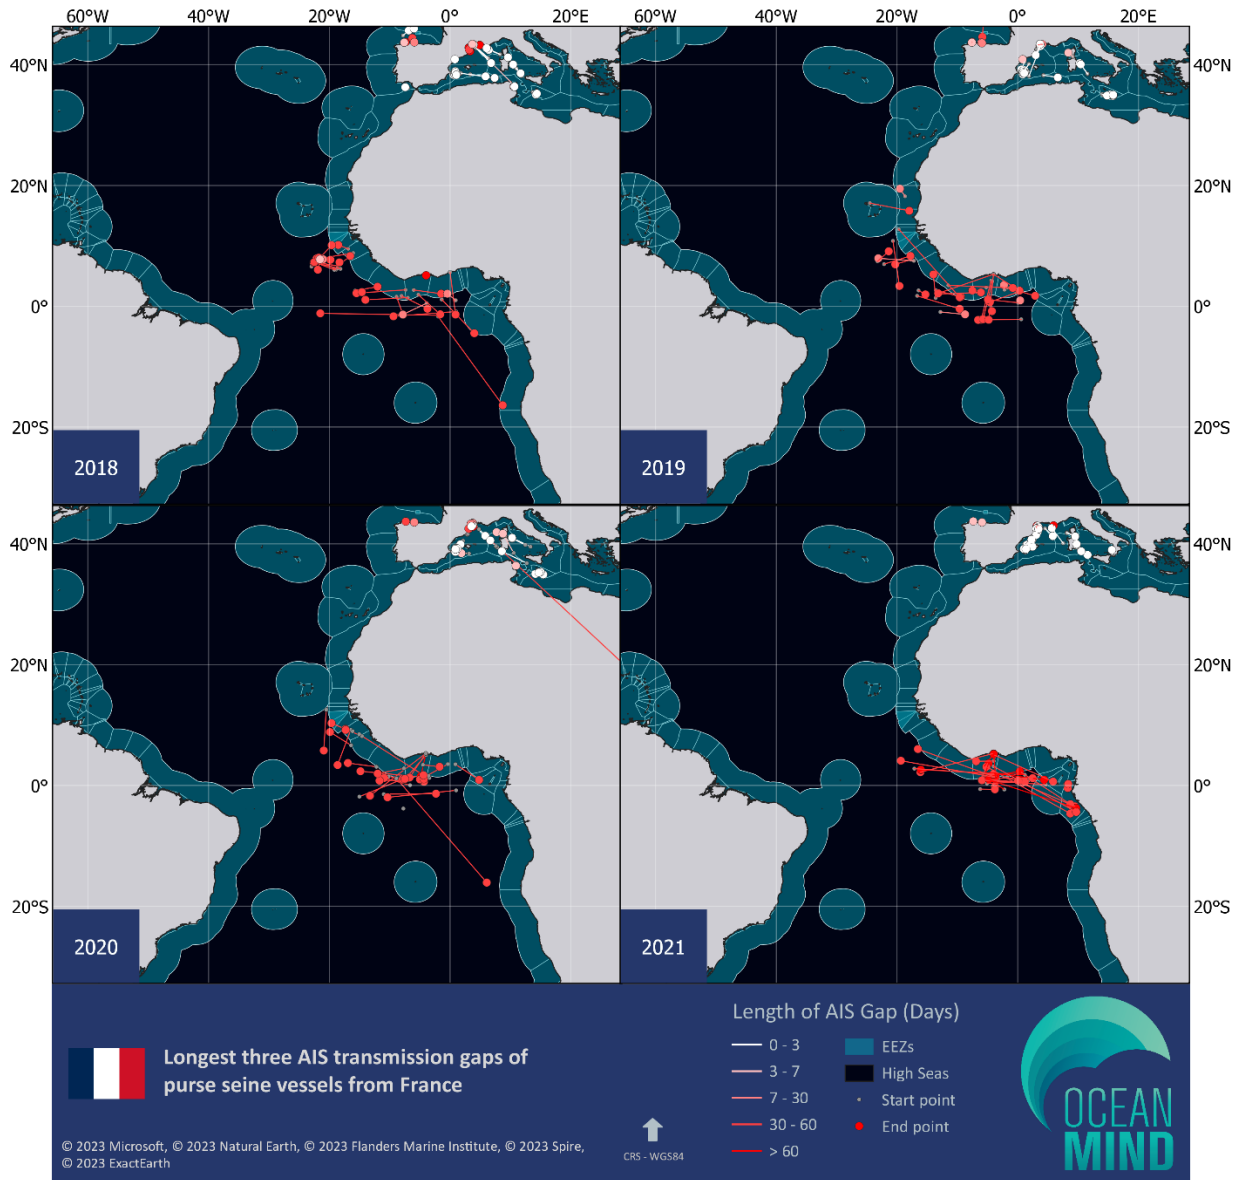 60°W 40°W 20°W 0° 20°E 60°W 40°W 20°W 0° 20°E
40°N 40°N
20°N 20°N
0° 0°
20°S 20°S
2018 2019
40°N 40°N
20°N 20°N
0° 0°
20°S 20°S
2020 2021
Longest three AIS transmission gaps of
purse seine vessels from France
© 2023 Microsoft, © 2023 Natural Earth, © 2023 Flanders Marine Institute, © 2023 Spire,
© 2023 ExactEarth
CRS - WGS84
Length of AIS Gap (Days)
0 - 3
3 - 7
7 - 30
30 - 60
> 60
EEZs
High Seas
Start point
End point
OCEAN
MIND